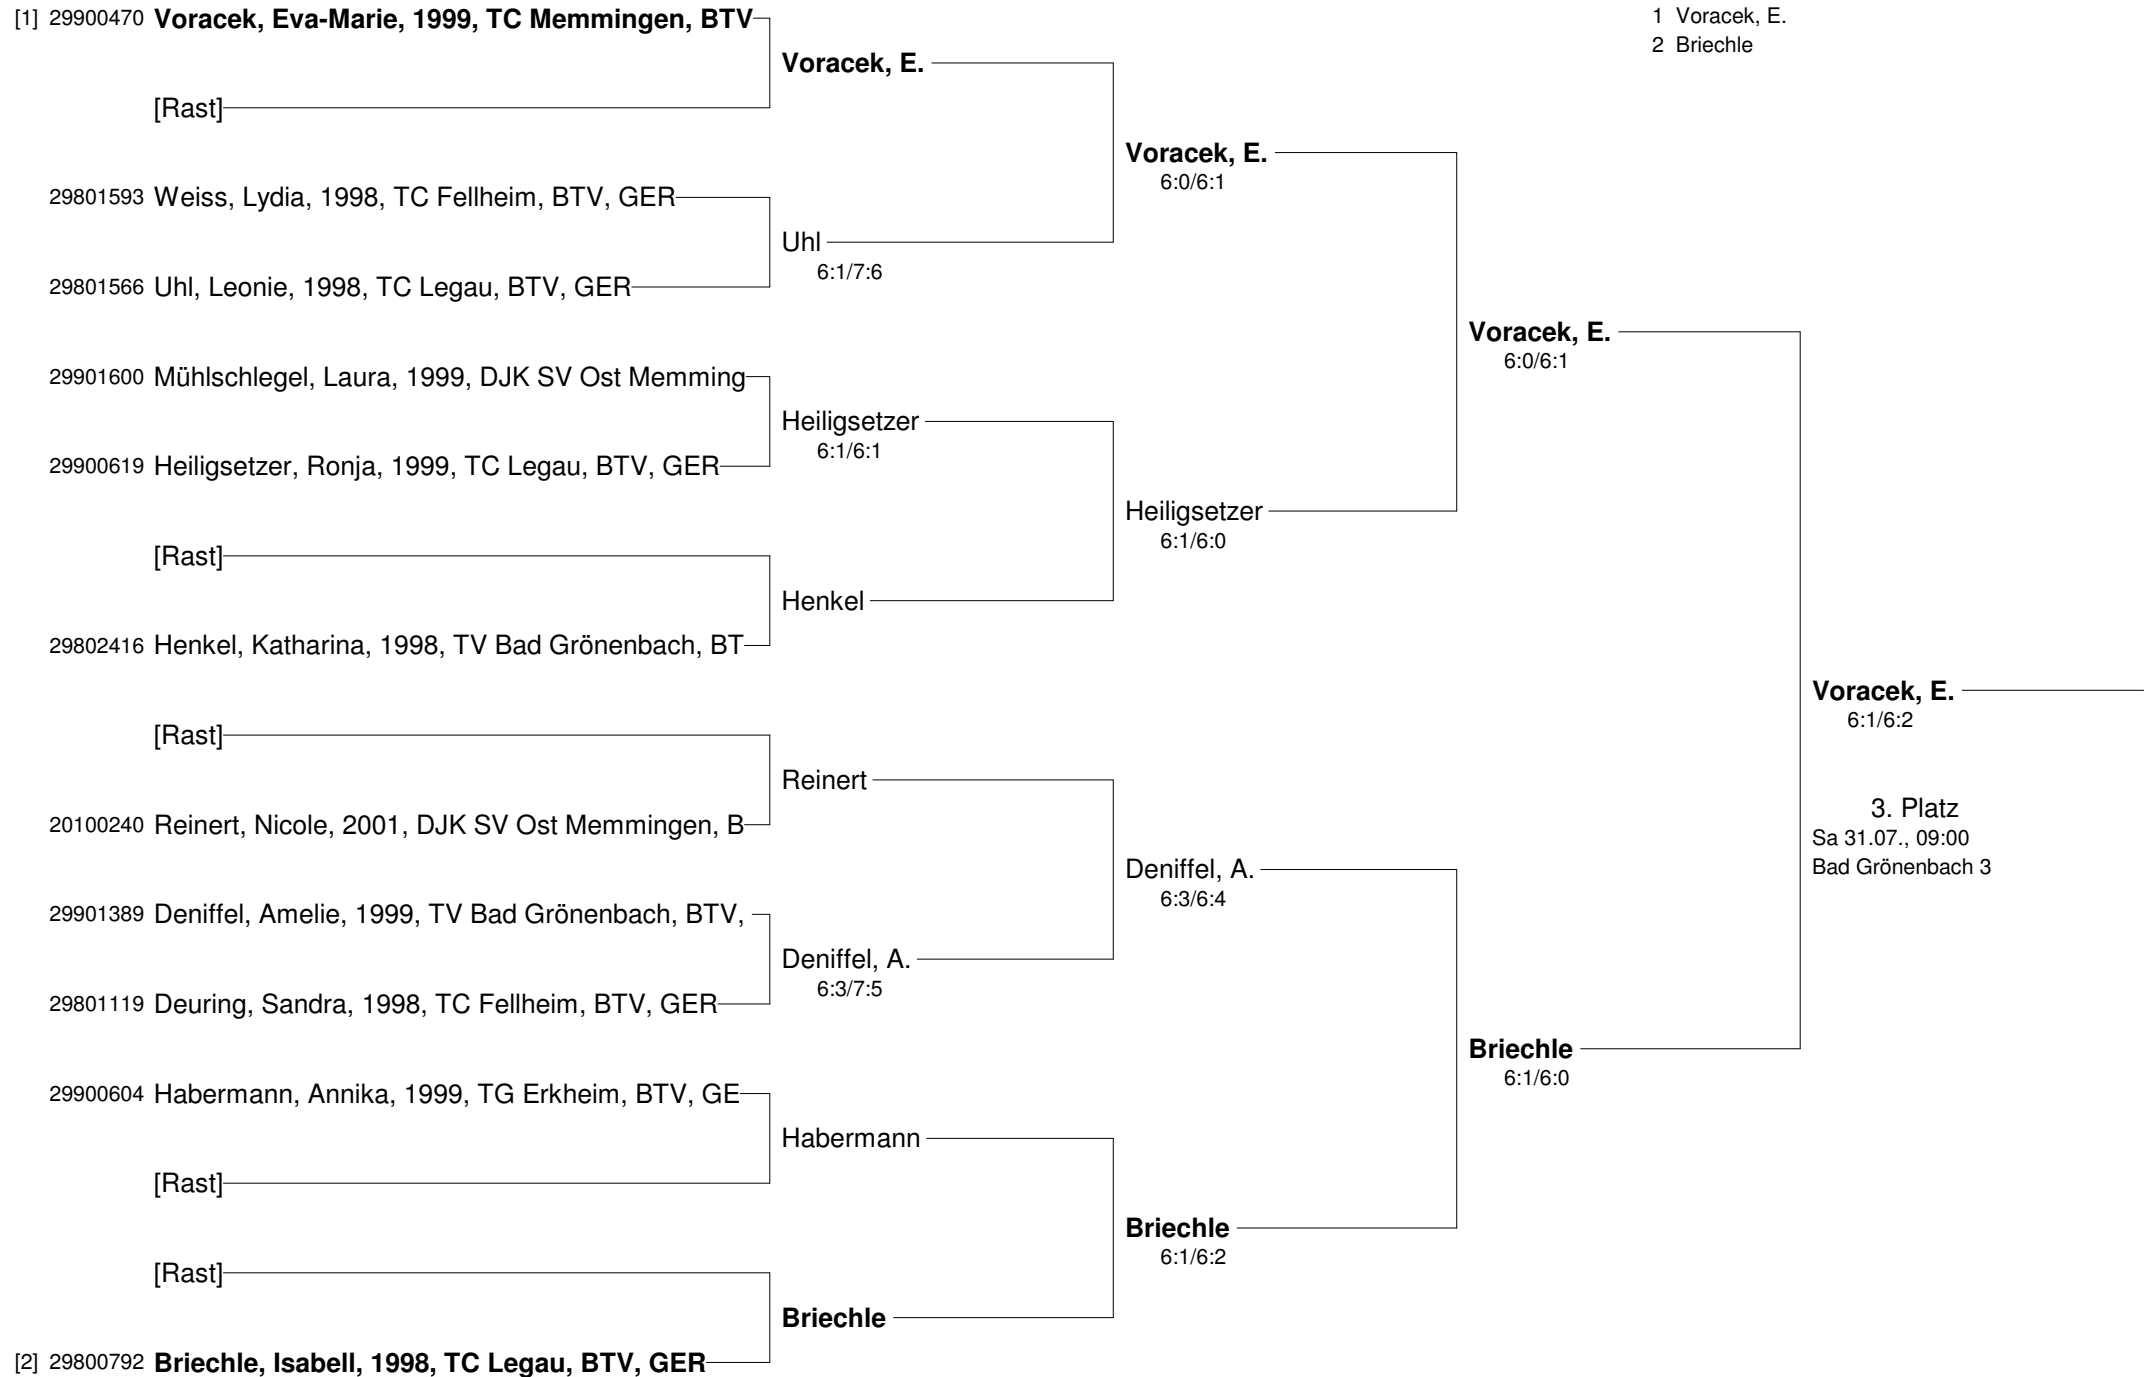 [1] 29900470 Voracek, Eva-Marie, 1999, TC Memmingen, BTV
[Rast]
29801593 Weiss, Lydia, 1998, TC Fellheim, BTV, GER
29801566 Uhl, Leonie, 1998, TC Legau, BTV, GER
29901600 Mühlschlegel, Laura, 1999, DJK SV Ost Memming
29900619 Heiligsetzer, Ronja, 1999, TC Legau, BTV, GER
[Rast]
29802416 Henkel, Katharina, 1998, TV Bad Grönenbach, BT
[Rast]
20100240 Reinert, Nicole, 2001, DJK SV Ost Memmingen, B
29901389 Deniffel, Amelie, 1999, TV Bad Grönenbach, BTV,
29801119 Deuring, Sandra, 1998, TC Fellheim, BTV, GER
29900604 Habermann, Annika, 1999, TG Erkheim, BTV, GE
[Rast]
[Rast]
[2] 29800792 Briechle, Isabell, 1998, TC Legau, BTV, GER
Voracek, E.
Uhl
6:1/7:6
Heiligsetzer
6:1/6:1
Henkel
Reinert
Deniffel, A.
6:3/7:5
Habermann
Briechle
Voracek, E.
6:0/6:1
Heiligsetzer
6:1/6:0
Deniffel, A.
6:3/6:4
Briechle
6:1/6:2
Voracek, E.
6:0/6:1
Briechle
6:1/6:0
1 Voracek, E.
2 Briechle
Voracek, E.
6:1/6:2
3. Platz
Sa 31.07., 09:00
Bad Grönenbach 3